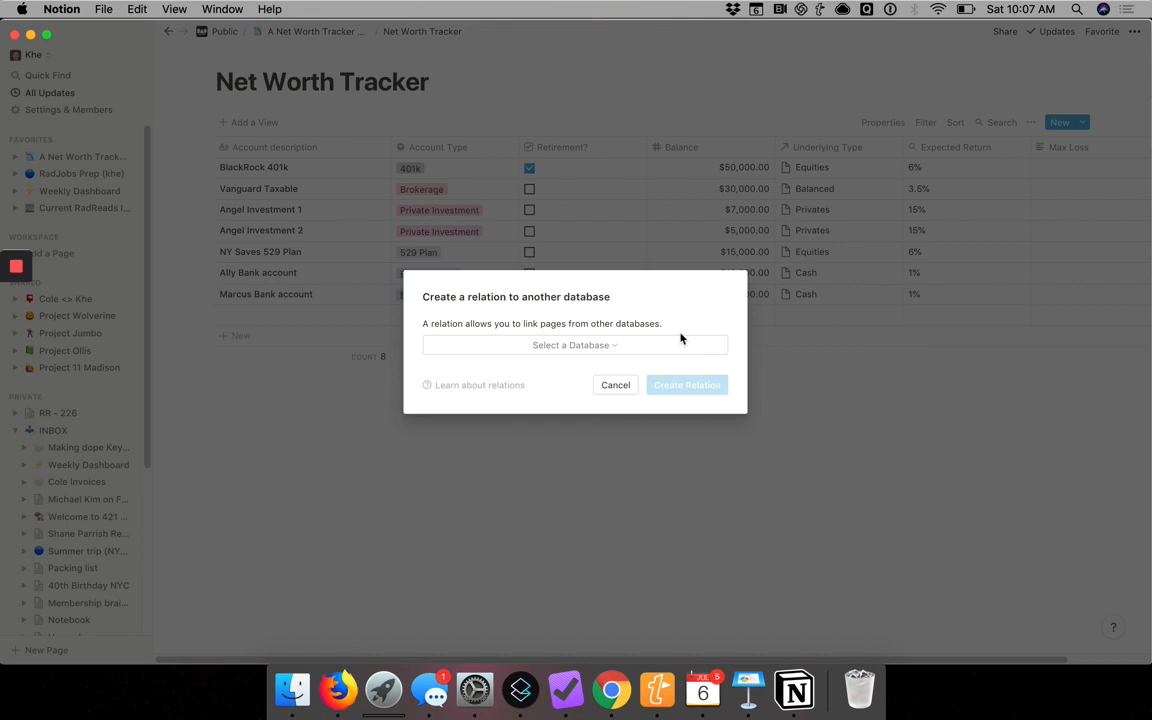 Notion File Edit View Window Help
Sat 10:07 AM
Public / A Net Worth Tracker ... / Net Worth Tracker
Share Updates Favorite
Khe
Quick Find
All Updates
Settings & Members
FAVORITES
A Net Worth Track...
RadJobs Prep (khe)
Weekly Dashboard
Current RadReads I...
WORKSPACE
dd a Page
Cole <> Khe
Project Wolverine
Project Jumbo
Project Ollis
Project 11 Madison
PRIVATE
RR - 226
INBOX
Making dope Key...
Weekly Dashboard
Cole Invoices
Michael Kim on F...
Welcome to 421 ...
Shane Parrish Re...
Summer trip (NY...
Packing list
40th Birthday NYC
Membership brai...
Notebook
New Page
Net Worth Tracker
Add a View
Properties Filter Sort Search New
Account description Account Type Retirement? Balance Underlying Type Expected Return Max Loss
BlackRock 401k 401k $50,000.00 Equities 6%
Vanguard Taxable Brokerage $30,000.00 Balanced 3.5%
Angel Investment 1 Private Investment $7,000.00 Privates 15%
Angel Investment 2 Private Investment $5,000.00 Privates 15%
NY Saves 529 Plan 529 Plan $15,000.00 Equities 6%
Ally Bank account 00.00 Cash 1%
Marcus Bank account 00.00 Cash 1%
New
COUNT 8
Create a relation to another database
A relation allows you to link pages from other databases.
Select a Database
Learn about relations Cancel Create Relation
?
1
JUL 5
6